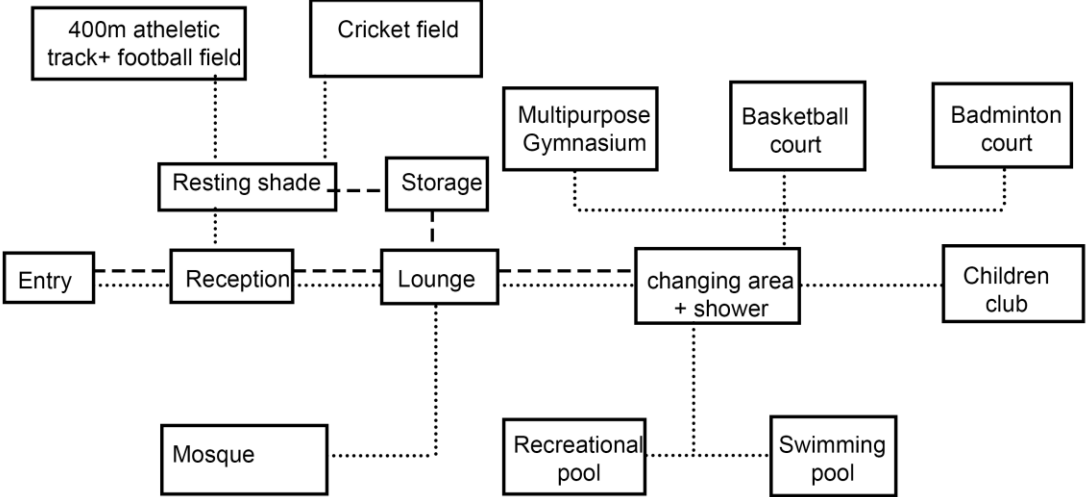 400m atheletic
track+ football field
Cricket field
Multipurpose
Gymnasium
Basketball
court
Badminton
court
Resting shade
Storage
Entry
Reception
Lounge
changing area
+ shower
Children
club
Mosque
Recreational
pool
Swimming
pool